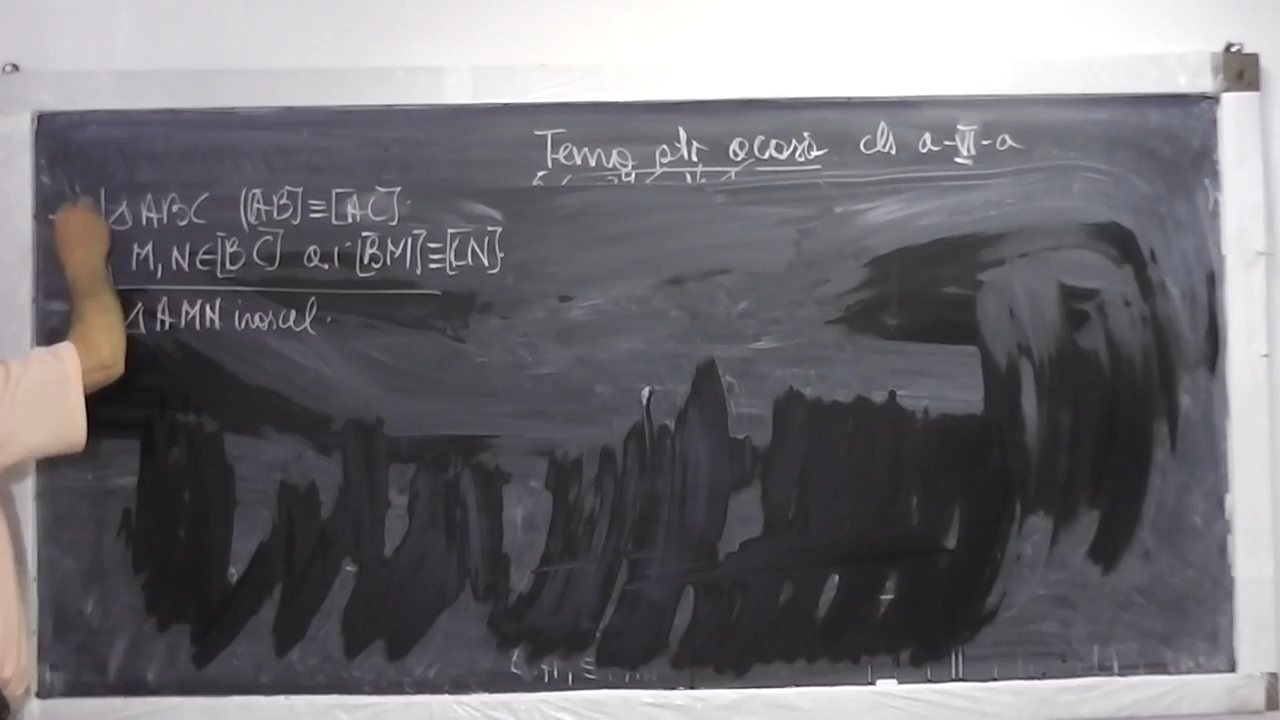 Temă ptr acasă cls a-VI-a
△ ABC ([AB]≡[AC]
M, N∈[BC] a.î [BM]≡[CN]
△ AMN isoscel.